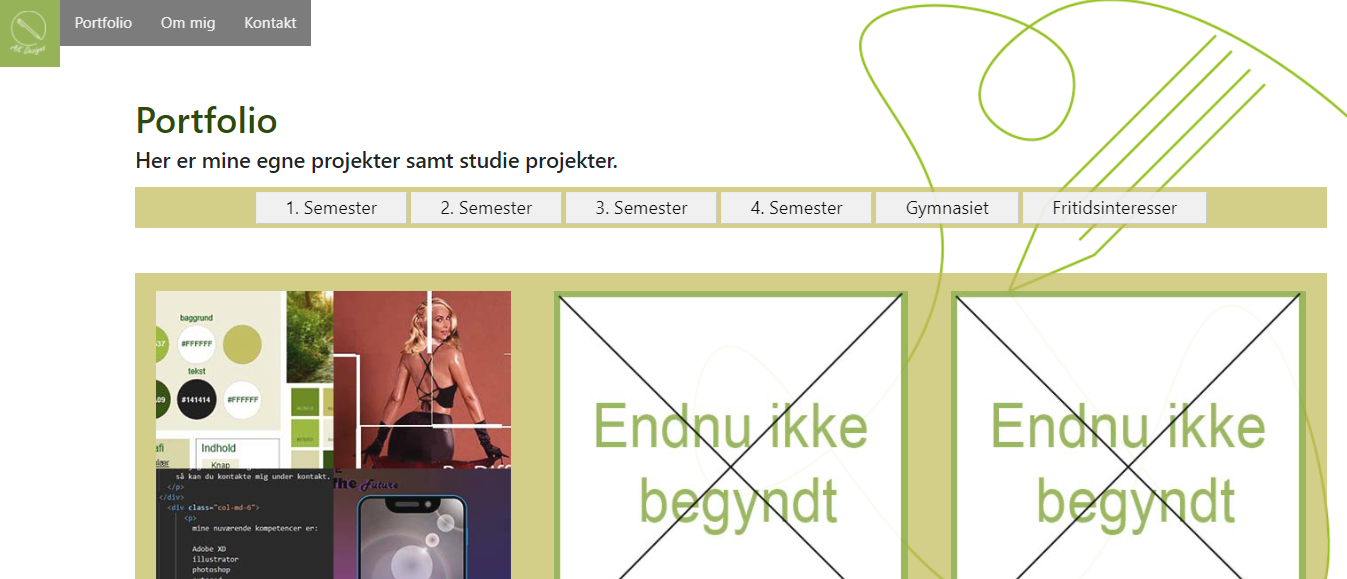 Portfolio Om mig Kontakt
Portfolio
Her er mine egne projekter samt studie projekter.
1. Semester 2. Semester 3. Semester 4. Semester Gymnasiet Fritidsinteresser
baggrund
#FFFFFF
tekst
#141414 #FFFFFF
Indhold
Knap
så kan du kontakte mig under kontakt.
</p>
</div>
<div class="col-md-6">
<p>
mine nuværende kompetencer er:
Adobe XD
illustrator
photoshop
the Future
Endnu ikke
begyndt
Endnu ikke
begyndt